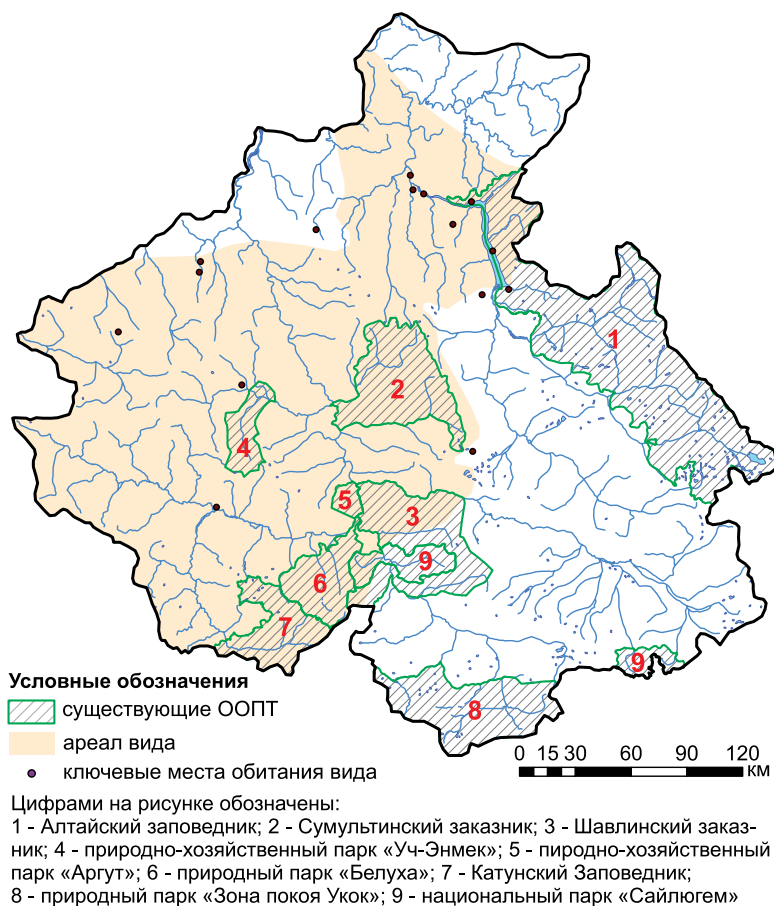 1
2
4
5
3
9
6
7
9
8
Условные обозначения
существующие ООПТ
ареал вида
ключевые места обитания вида
0 15 30 60 90 120
км
Цифрами на рисунке обозначены:
1 - Алтайский заповедник; 2 - Сумультинский заказник; 3 - Шавлинский заказ-
ник; 4 - природно-хозяйственный парк «Уч-Энмек»; 5 - пиродно-хозяйственный
парк «Аргут»; 6 - природный парк «Белуха»; 7 - Катунский Заповедник;
8 - природный парк «Зона покоя Укок»; 9 - национальный парк «Сайлюгем»